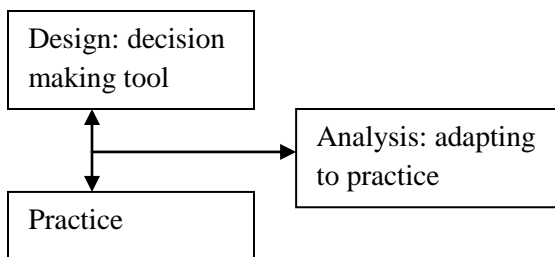 Design: decision
making tool
Analysis: adapting
to practice
Practice